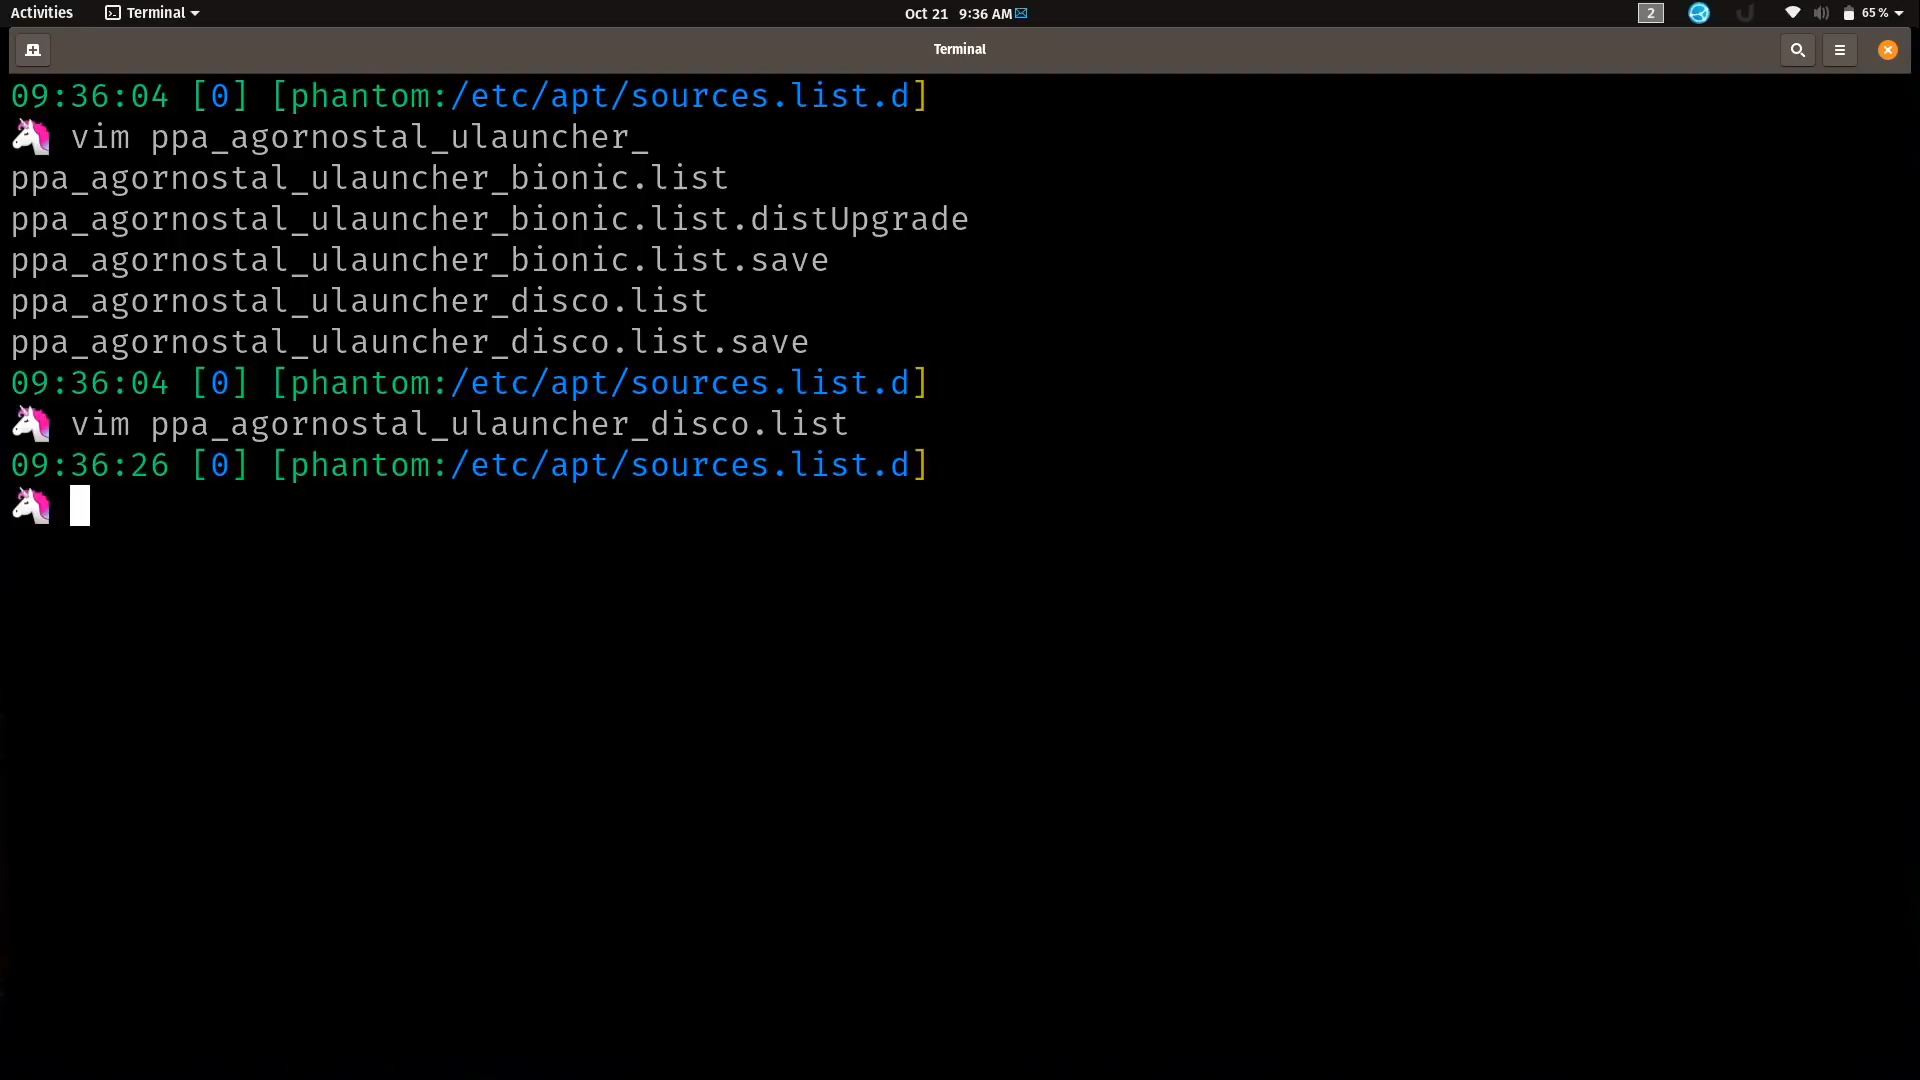 Activities Terminal Oct 21 9:36 AM 2 65 %
Terminal
09:36:04 [0] [phantom:/etc/apt/sources.list.d]
🦄 vim ppa_agornostal_ulauncher_
ppa_agornostal_ulauncher_bionic.list
ppa_agornostal_ulauncher_bionic.list.distUpgrade
ppa_agornostal_ulauncher_bionic.list.save
ppa_agornostal_ulauncher_disco.list
ppa_agornostal_ulauncher_disco.list.save
09:36:04 [0] [phantom:/etc/apt/sources.list.d]
🦄 vim ppa_agornostal_ulauncher_disco.list
09:36:26 [0] [phantom:/etc/apt/sources.list.d]
🦄